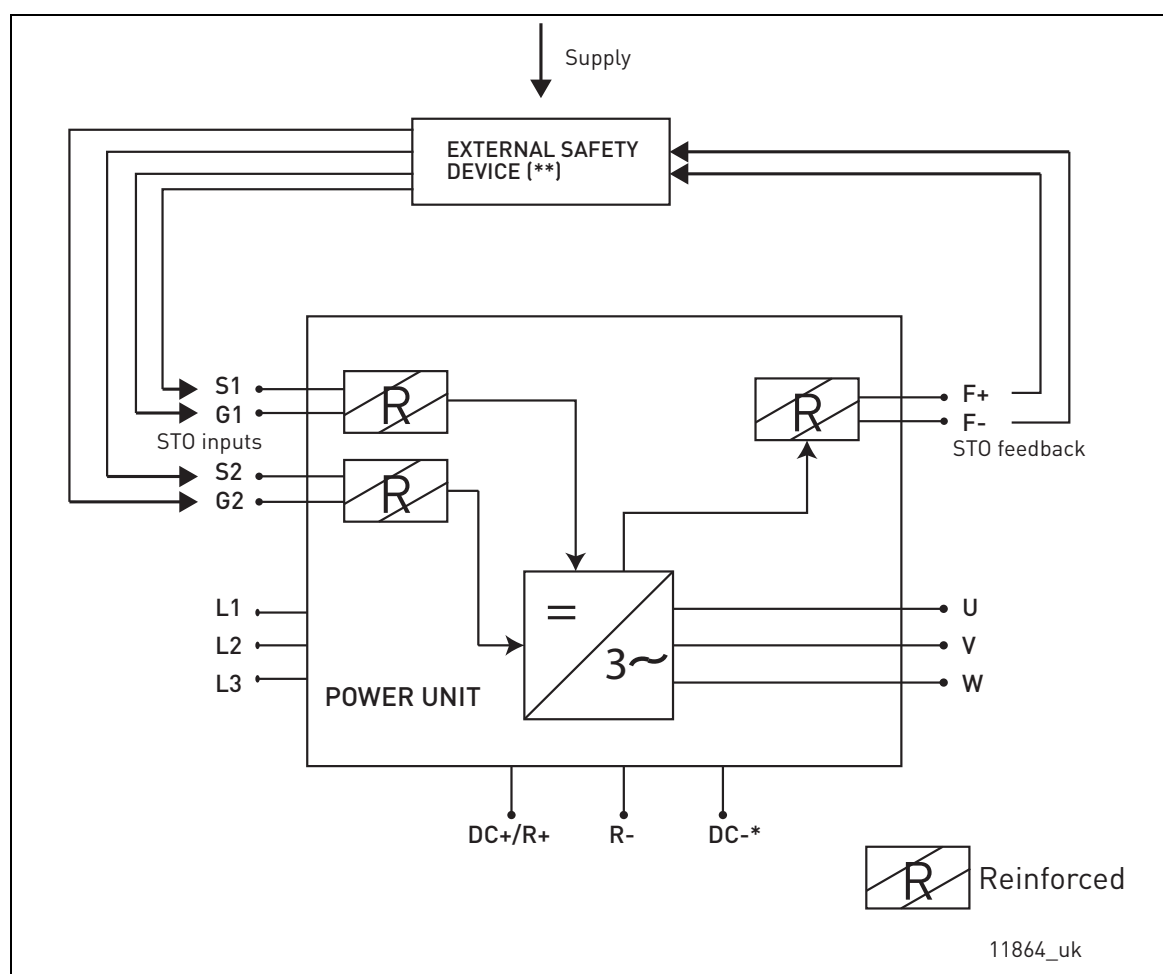 Supply
EXTERNAL SAFETY
DEVICE (**)
S1
G1
STO inputs
S2
G2
R
R
R
F+
F-
STO feedback
L1
L2
L3
=
3~
POWER UNIT
U
V
W
DC+/R+
R-
DC-*
R
Reinforced
11864_uk